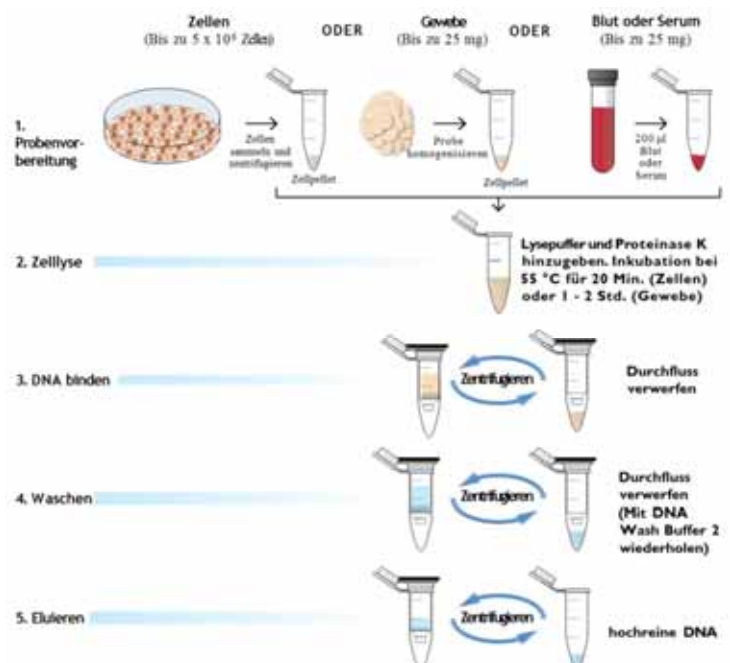 Zellen
(Bis zu 5 x 10⁶ Zellen)
ODER
Gewebe
(Bis zu 25 mg)
ODER
Blut oder Serum
(Bis zu 25 mg)
1.
Probenvor-
bereitung
Zellen
sammeln und
zentrifugieren
Zellpellet
Probe
homogenisieren
Zellpellet
200 µl
Blut
oder
Serum
2. Zelllyse
Lysepuffer und Proteinase K
hinzugeben. Inkubation bei
55 °C für 20 Min. (Zellen)
oder 1 - 2 Std. (Gewebe)
3. DNA binden
Zentrifugieren
Durchfluss
verwerfen
4. Waschen
Zentrifugieren
Durchfluss
verwerfen
(Mit DNA
Wash Buffer 2
wiederholen)
5. Eluieren
Zentrifugieren
hochreine DNA